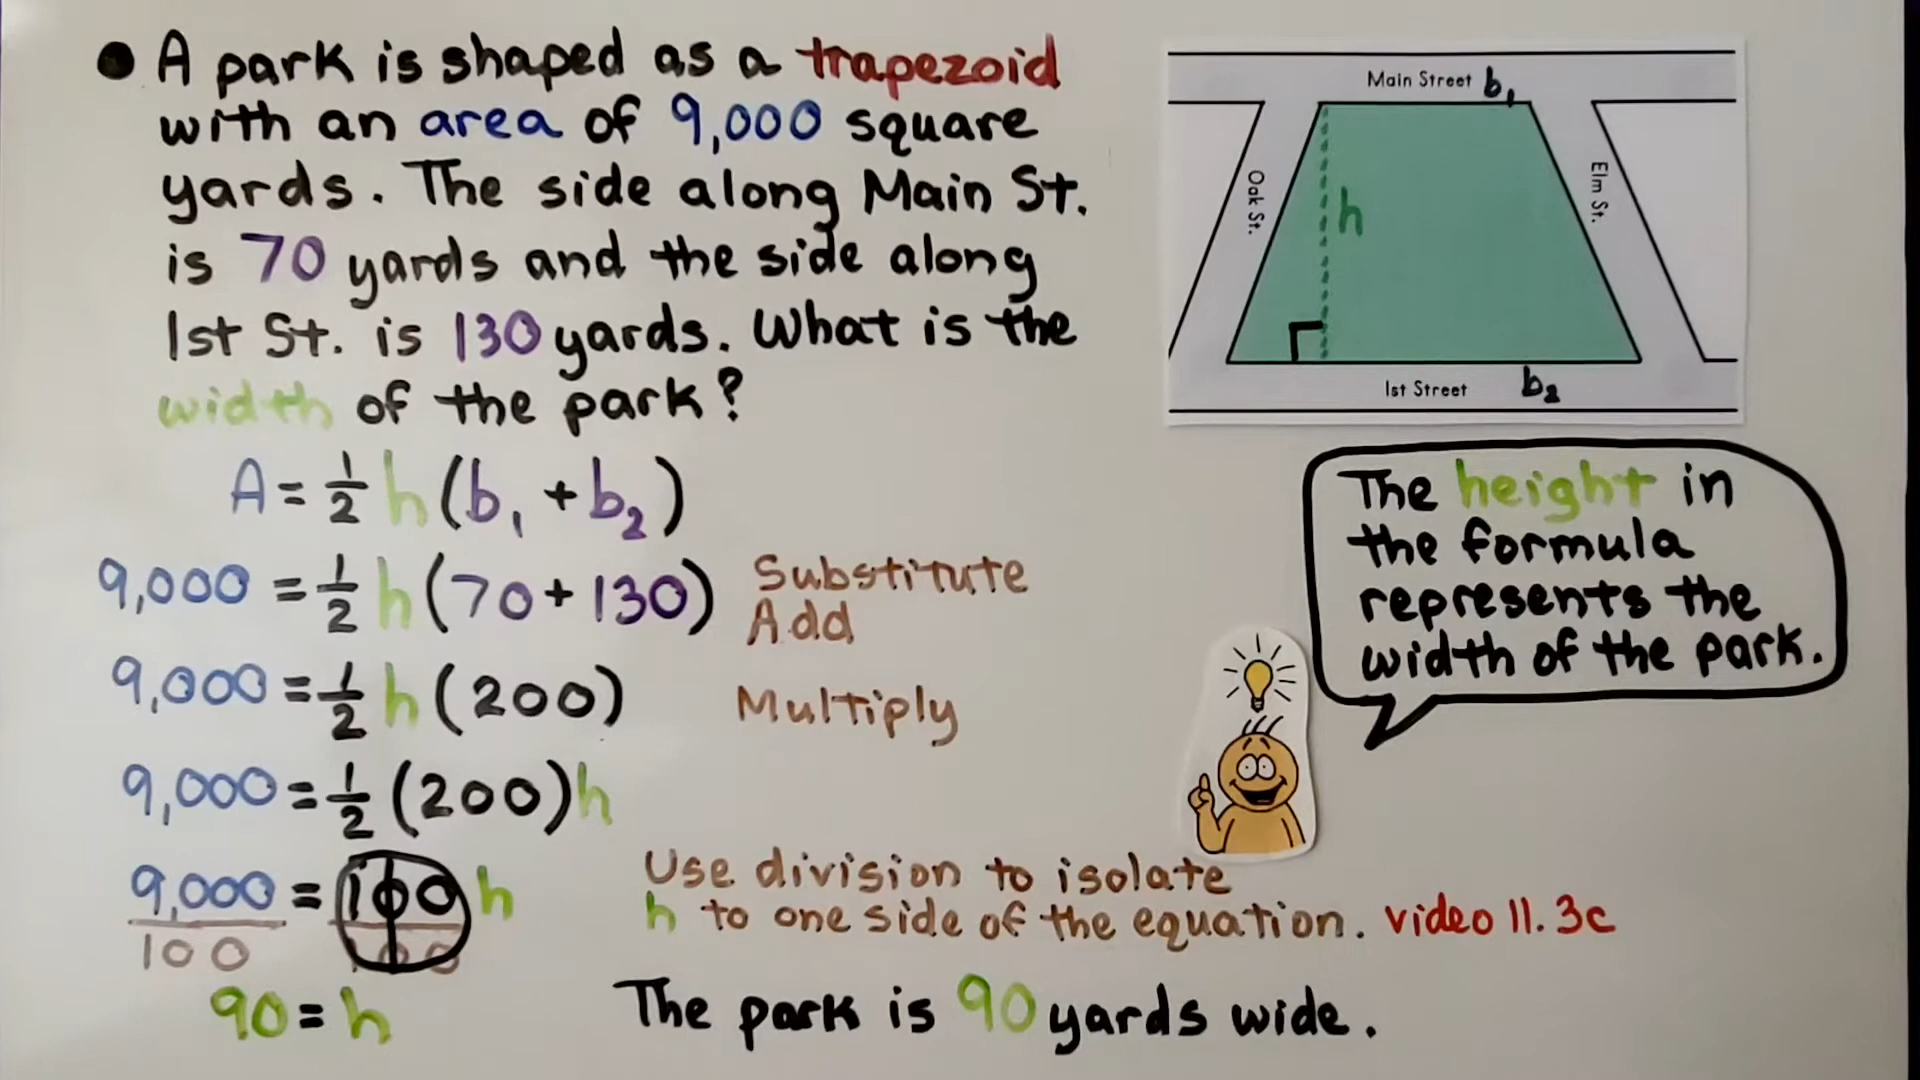 A park is shaped as a trapezoid
with an area of 9,000 square
yards. The side along Main St.
is 70 yards and the side along
1st St. is 130 yards. What is the
width of the park?
A = 1/2 h (b₁ + b₂)
9,000 = 1/2 h (70 + 130)
Substitute
Add
9,000 = 1/2 h (200)
Multiply
9,000 = 1/2 (200) h
9,000 = 100 h
100 100
Use division to isolate
h to one side of the equation. video 11.3c
90 = h
The park is 90 yards wide.
Main Street b₁
Oak St.
h
Elm St.
1st Street b₂
The height in
the formula
represents the
width of the park.